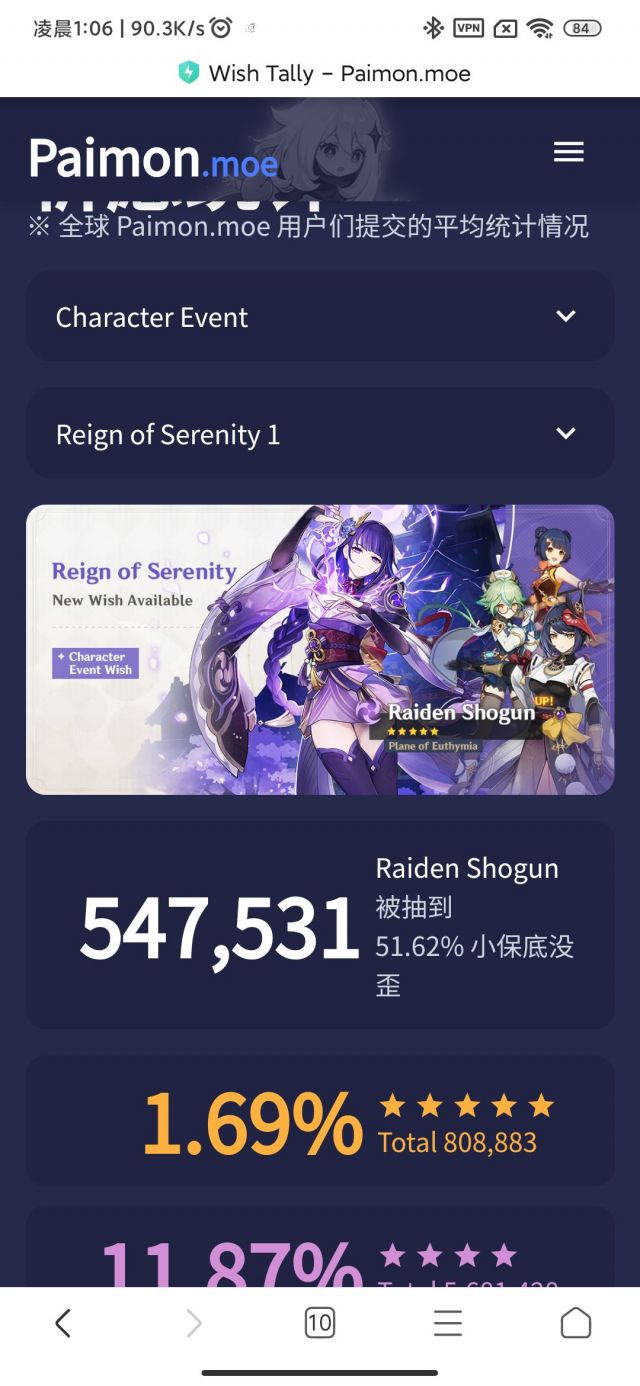 凌晨1:06 | 90.3K/s
VPN
84
Wish Tally – Paimon.moe
Paimon.moe
※ 全球 Paimon.moe 用户们提交的平均统计情况
Character Event
Reign of Serenity 1
Reign of Serenity
New Wish Available
Character
Event Wish
UP!
Raiden Shogun
Plane of Euthymia
547,531
Raiden Shogun
被抽到
51.62% 小保底没
歪
1.69%
Total 808,883
11.87%
10